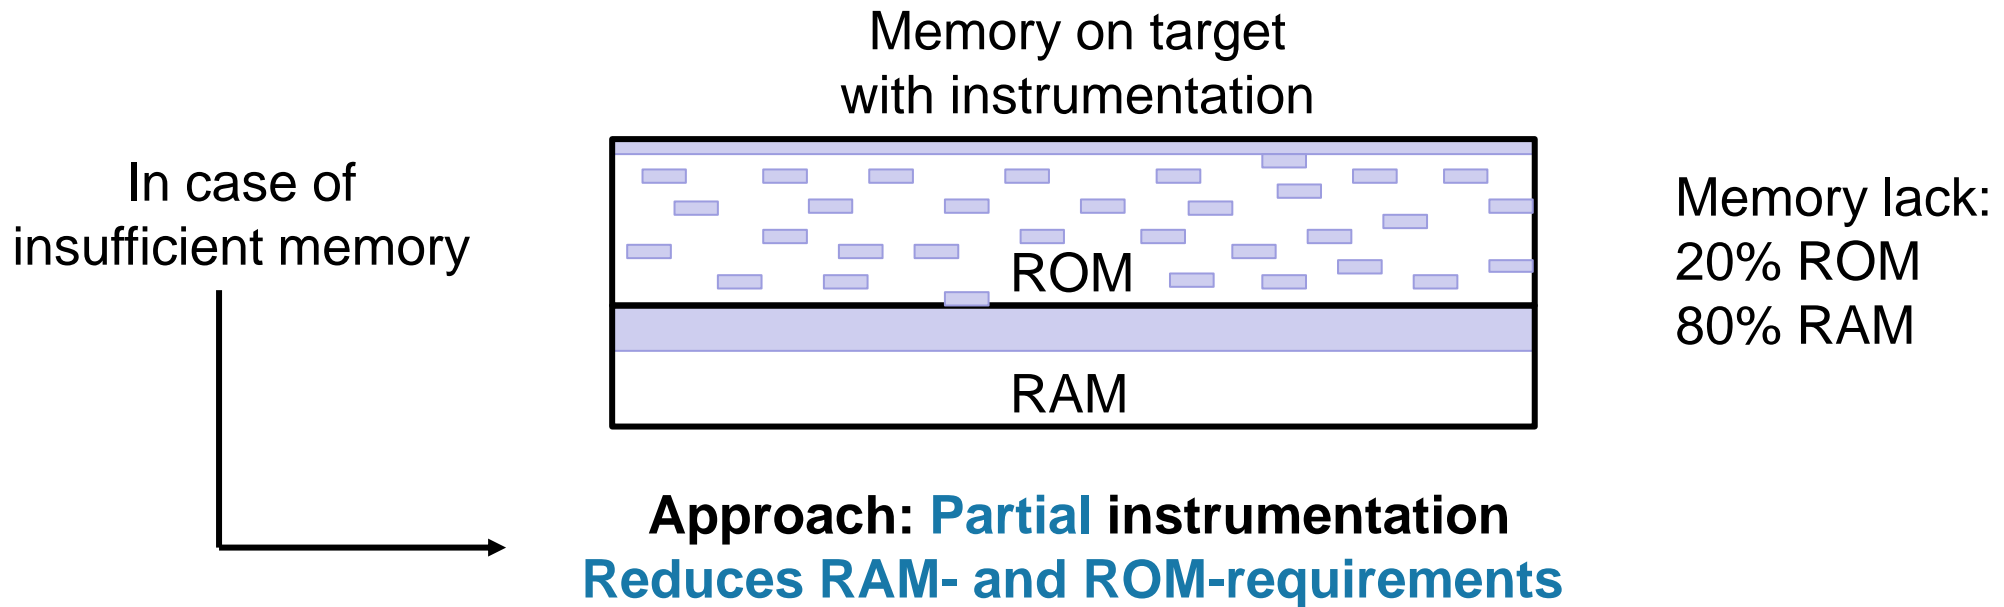 Memory on target
with instrumentation
In case of
insufficient memory
ROM
RAM
Memory lack:
20% ROM
80% RAM
Approach: Partial instrumentation
Reduces RAM- and ROM-requirements